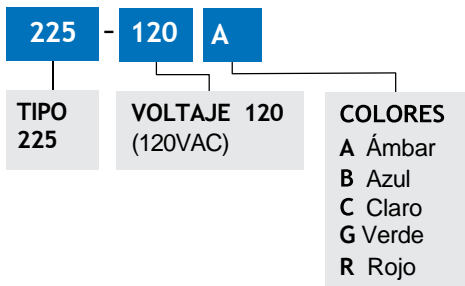 225 - 120 A
TIPO
225
VOLTAJE 120
(120VAC)
COLORES
A Ámbar
B Azul
C Claro
G Verde
R Rojo